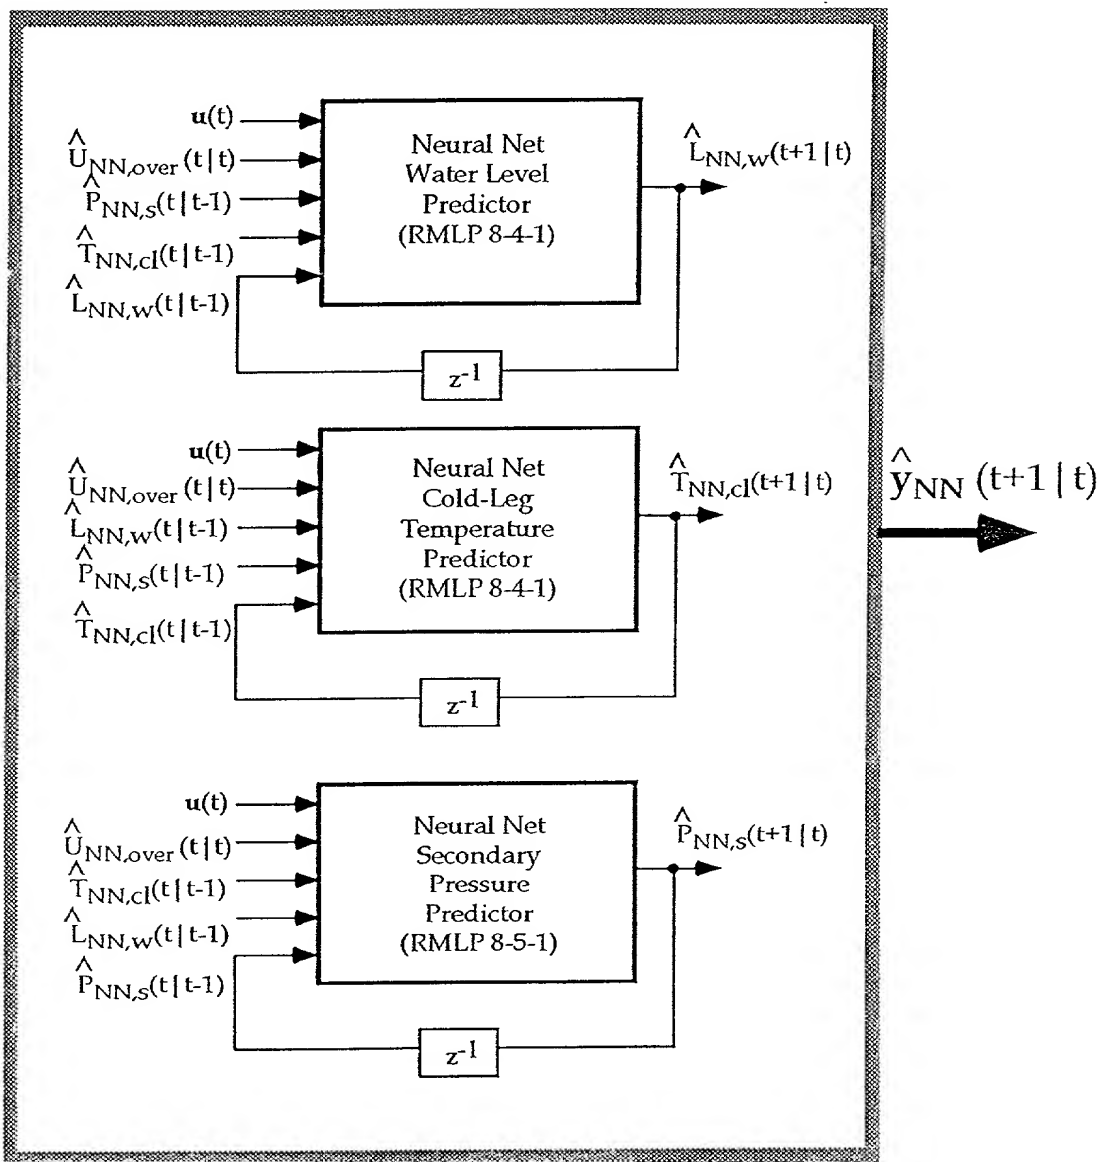 u(t)
Û_NN,over (t|t)
P̂_NN,s(t|t-1)
T̂_NN,cl(t|t-1)
L̂_NN,w(t|t-1)
Neural Net
Water Level
Predictor
(RMLP 8-4-1)
L̂_NN,w(t+1|t)
z^-1
u(t)
Û_NN,over (t|t)
L̂_NN,w(t|t-1)
P̂_NN,s(t|t-1)
T̂_NN,cl(t|t-1)
Neural Net
Cold-Leg
Temperature
Predictor
(RMLP 8-4-1)
T̂_NN,cl(t+1|t)
z^-1
ŷ_NN (t+1|t)
u(t)
Û_NN,over (t|t)
T̂_NN,cl(t|t-1)
L̂_NN,w(t|t-1)
P̂_NN,s(t|t-1)
Neural Net
Secondary
Pressure
Predictor
(RMLP 8-5-1)
P̂_NN,s(t+1|t)
z^-1